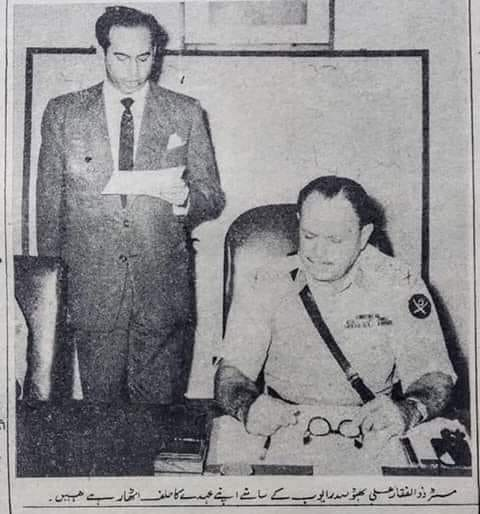 مسٹر ذوالفقار علی بھٹو صدر ایوب کے سامنے اپنے عہدے کا حلف اٹھا رہے ہیں۔